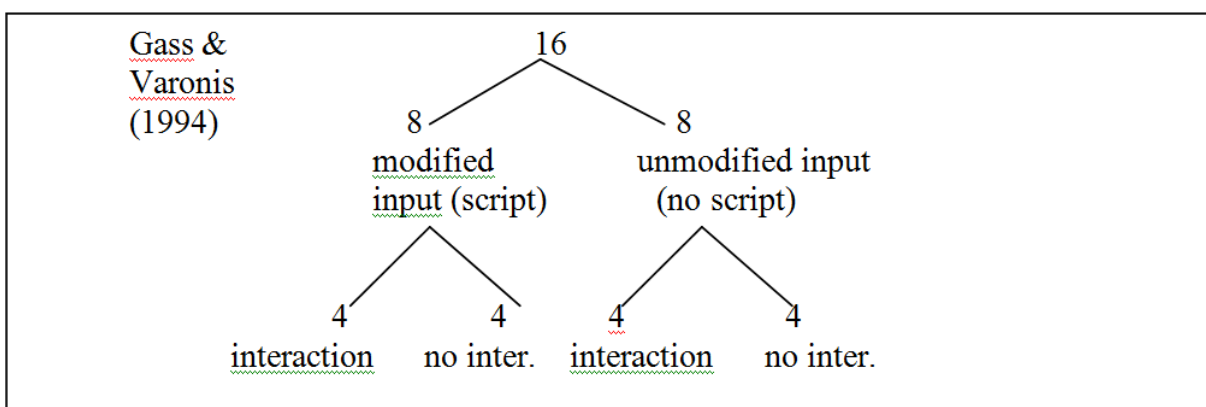 Gass &
Varonis
(1994)
16
8
8
modified
input (script)
unmodified input
(no script)
4
4
4
4
interaction
no inter.
interaction
no inter.